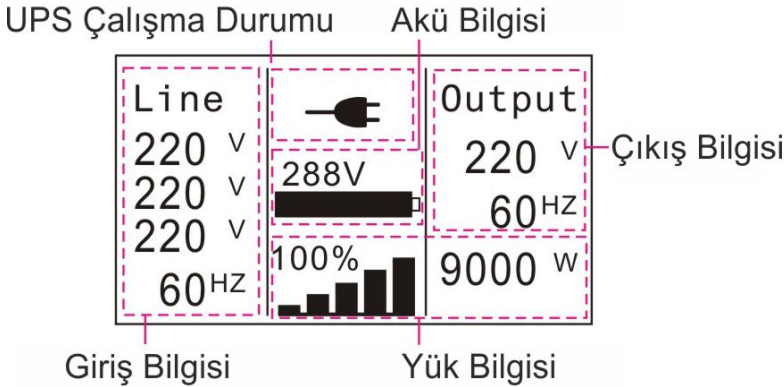 UPS Çalışma Durumu
Akü Bilgisi
Line
220 V
220 V
220 V
60 HZ
288V
100%
Output
220 V
60 HZ
9000 W
Çıkış Bilgisi
Giriş Bilgisi
Yük Bilgisi